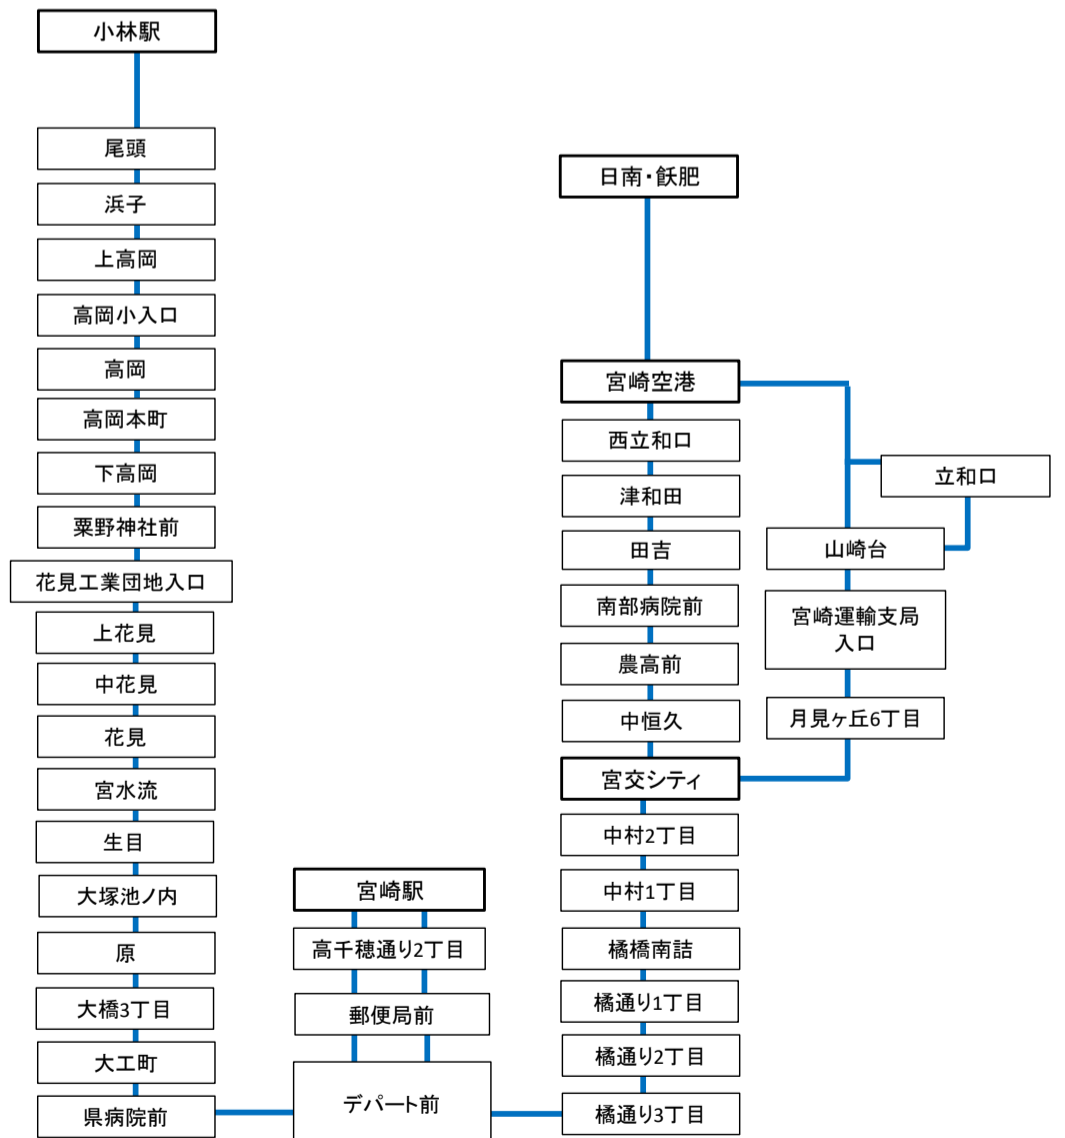 小林駅
尾頭
浜子
上高岡
高岡小入口
高岡
高岡本町
下高岡
粟野神社前
花見工業団地入口
上花見
中花見
花見
宮水流
生目
大塚池ノ内
原
大橋3丁目
大工町
県病院前
宮崎駅
高千穂通り2丁目
郵便局前
デパート前
日南・飫肥
宮崎空港
西立和口
津和田
田吉
南部病院前
農高前
中恒久
宮交シティ
中村2丁目
中村1丁目
橘橋南詰
橘通り1丁目
橘通り2丁目
橘通り3丁目
立和口
山崎台
宮崎運輸支局
入口
月見ヶ丘6丁目